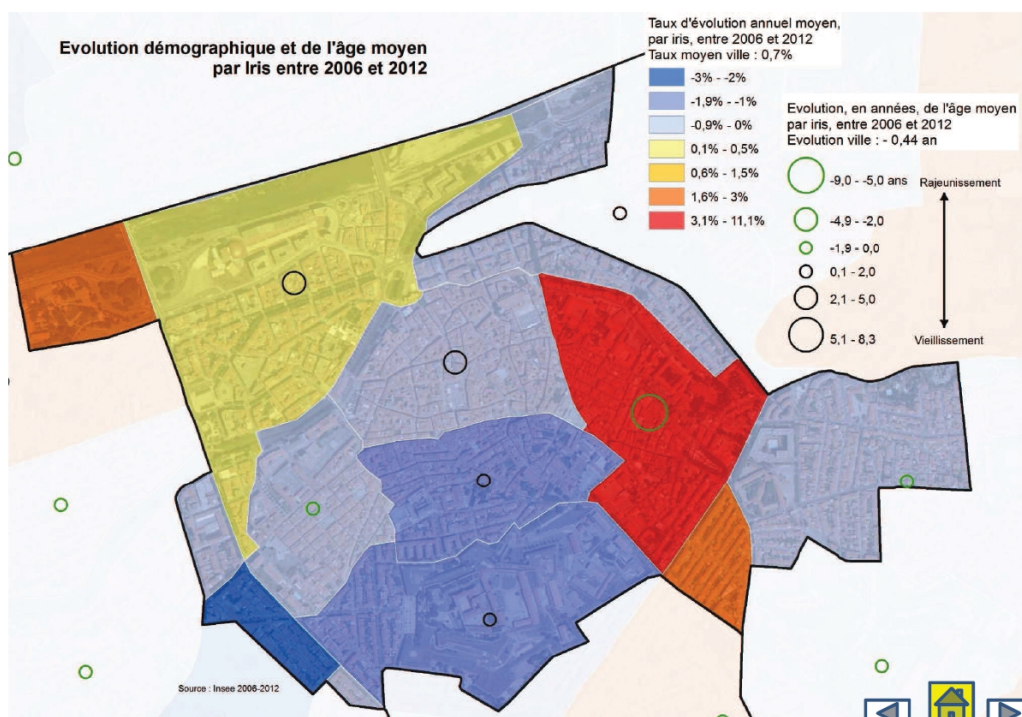 Evolution démographique et de l'âge moyen
par Iris entre 2006 et 2012
Taux d'évolution annuel moyen,
par iris, entre 2006 et 2012
Taux moyen ville : 0,7%
-3% - -2%
-1,9% - -1%
-0,9% - 0%
0,1% - 0,5%
0,6% - 1,5%
1,6% - 3%
3,1% - 11,1%
Evolution, en années, de l'âge moyen
par iris, entre 2006 et 2012
Evolution ville : - 0,44 an
-9,0 - -5,0 ans
Rajeunissement
-4,9 - -2,0
-1,9 - 0,0
0,1 - 2,0
2,1 - 5,0
5,1 - 8,3
Vieillissement
Source : Insee 2006-2012